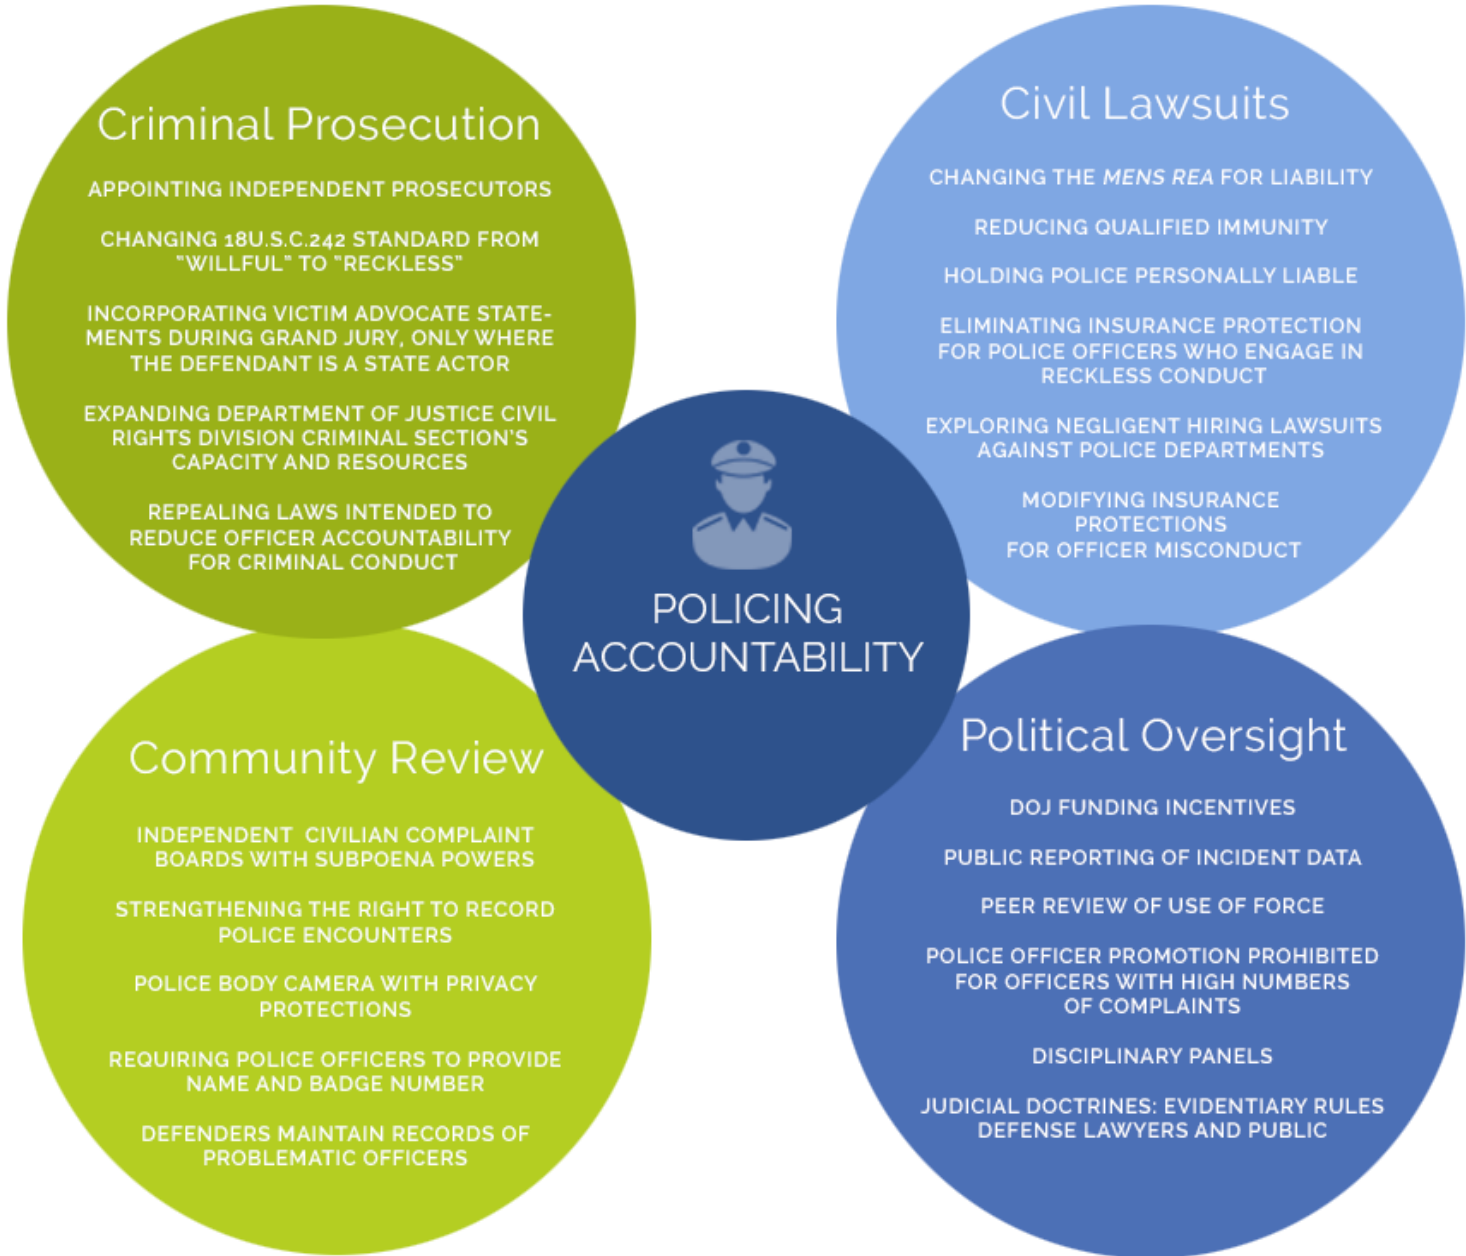 Criminal Prosecution
APPOINTING INDEPENDENT PROSECUTORS
CHANGING 18U.S.C.242 STANDARD FROM
"WILLFUL" TO "RECKLESS"
INCORPORATING VICTIM ADVOCATE STATE-
MENTS DURING GRAND JURY, ONLY WHERE
THE DEFENDANT IS A STATE ACTOR
EXPANDING DEPARTMENT OF JUSTICE CIVIL
RIGHTS DIVISION CRIMINAL SECTION'S
CAPACITY AND RESOURCES
REPEALING LAWS INTENDED TO
REDUCE OFFICER ACCOUNTABILITY
FOR CRIMINAL CONDUCT
Civil Lawsuits
CHANGING THE MENS REA FOR LIABILITY
REDUCING QUALIFIED IMMUNITY
HOLDING POLICE PERSONALLY LIABLE
ELIMINATING INSURANCE PROTECTION
FOR POLICE OFFICERS WHO ENGAGE IN
RECKLESS CONDUCT
EXPLORING NEGLIGENT HIRING LAWSUITS
AGAINST POLICE DEPARTMENTS
MODIFYING INSURANCE
PROTECTIONS
FOR OFFICER MISCONDUCT
POLICING
ACCOUNTABILITY
Community Review
INDEPENDENT CIVILIAN COMPLAINT
BOARDS WITH SUBPOENA POWERS
STRENGTHENING THE RIGHT TO RECORD
POLICE ENCOUNTERS
POLICE BODY CAMERA WITH PRIVACY
PROTECTIONS
REQUIRING POLICE OFFICERS TO PROVIDE
NAME AND BADGE NUMBER
DEFENDERS MAINTAIN RECORDS OF
PROBLEMATIC OFFICERS
Political Oversight
DOJ FUNDING INCENTIVES
PUBLIC REPORTING OF INCIDENT DATA
PEER REVIEW OF USE OF FORCE
POLICE OFFICER PROMOTION PROHIBITED
FOR OFFICERS WITH HIGH NUMBERS
OF COMPLAINTS
DISCIPLINARY PANELS
JUDICIAL DOCTRINES: EVIDENTIARY RULES
DEFENSE LAWYERS AND PUBLIC